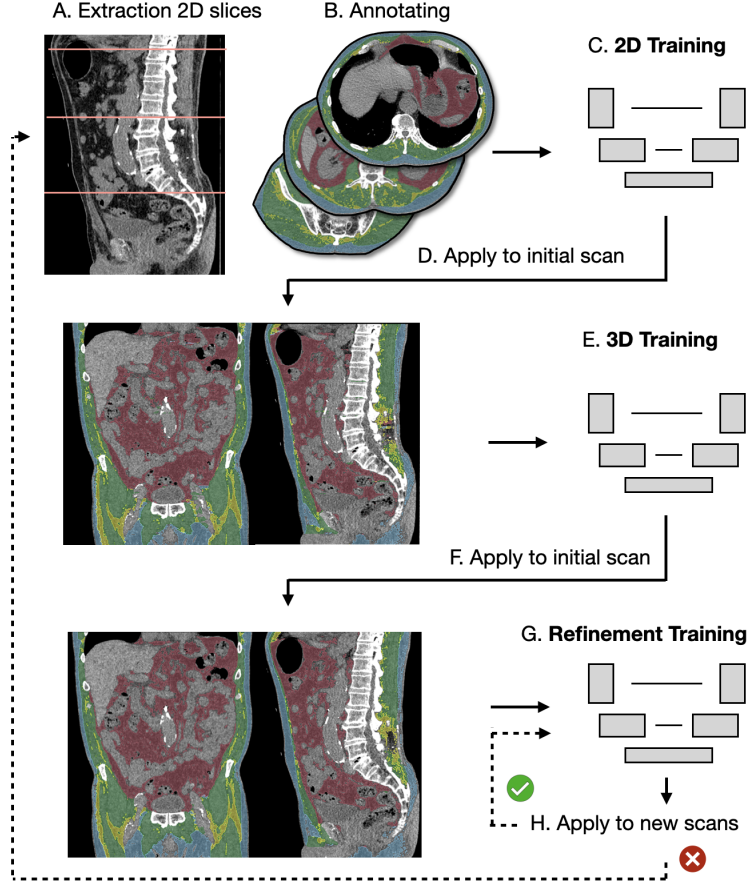 A. Extraction 2D slices
B. Annotating
C. 2D Training
D. Apply to initial scan
E. 3D Training
F. Apply to initial scan
G. Refinement Training
H. Apply to new scans